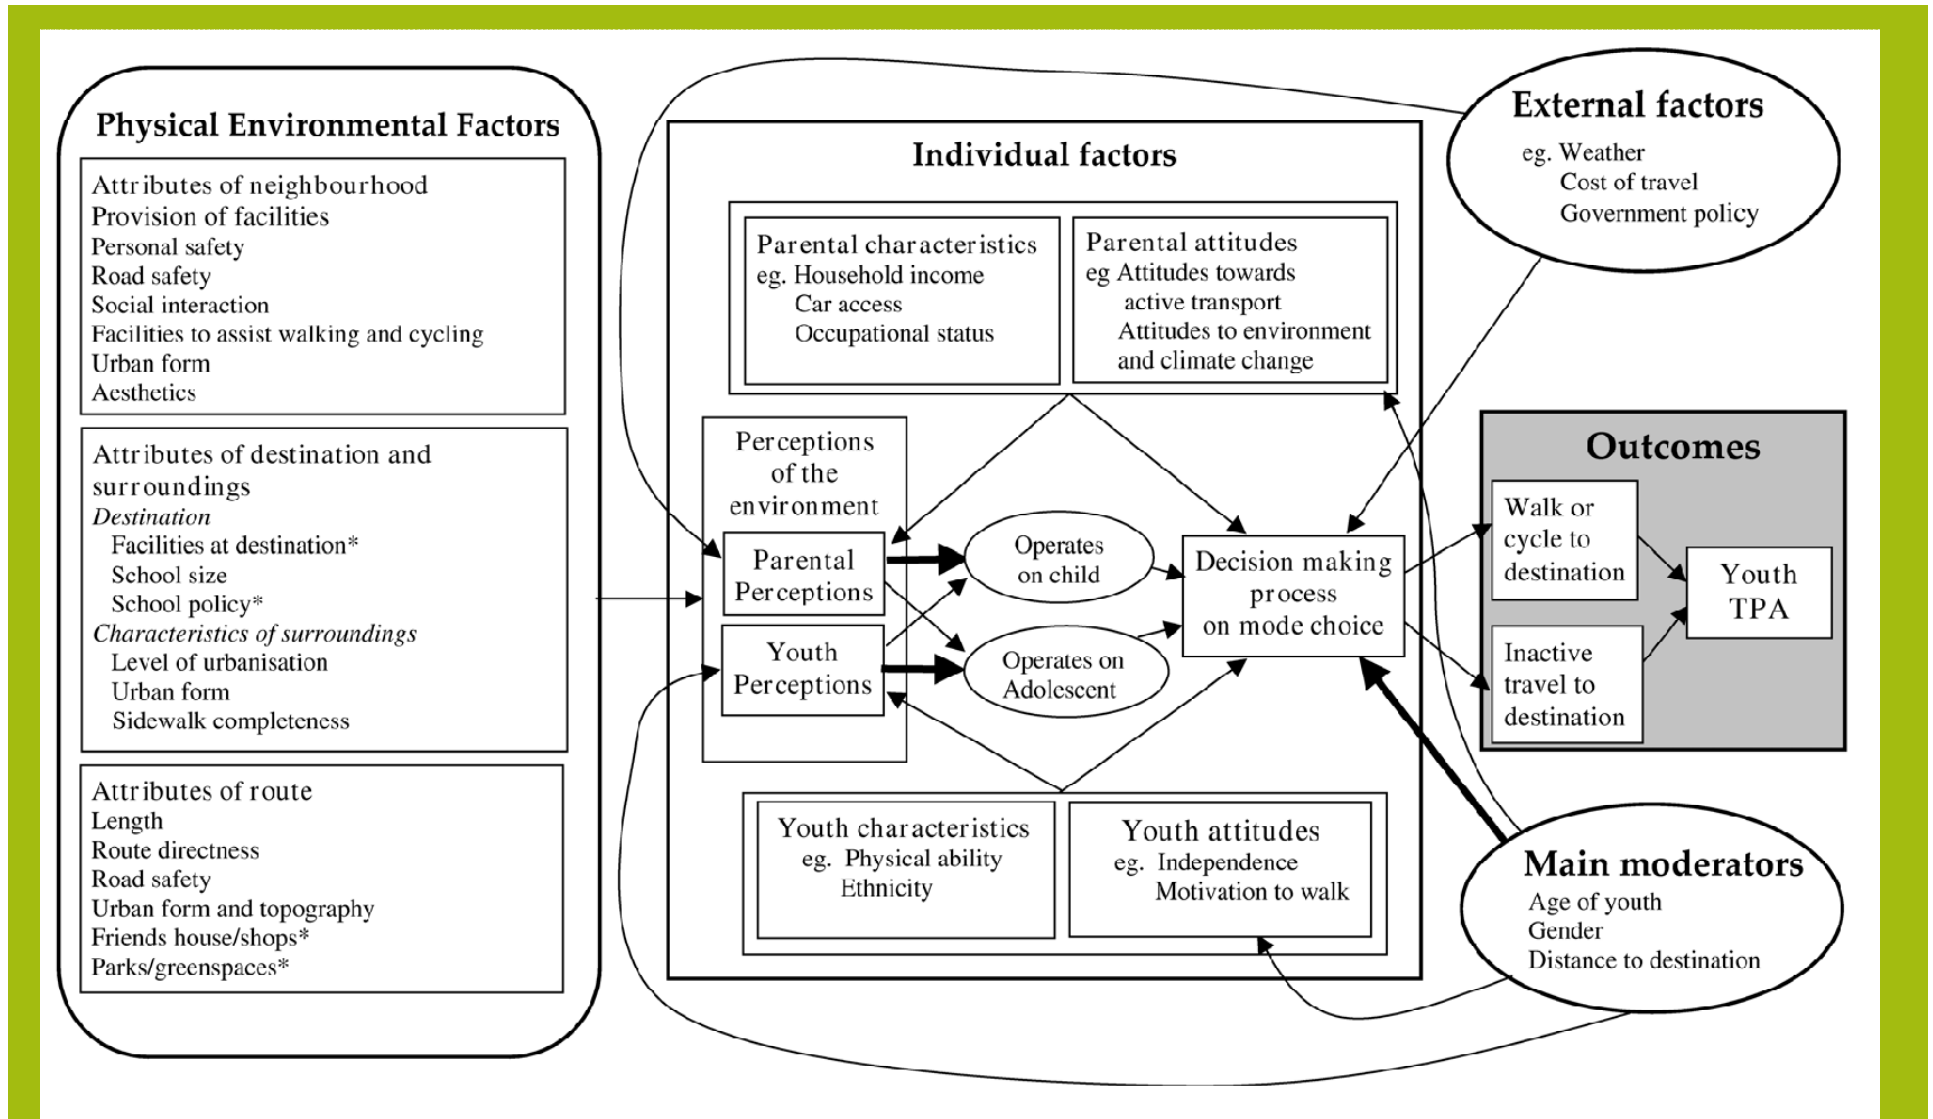 Physical Environmental Factors
Attributes of neighbourhood
Provision of facilities
Personal safety
Road safety
Social interaction
Facilities to assist walking and cycling
Urban form
Aesthetics
Attributes of destination and
surroundings
Destination
Facilities at destination*
School size
School policy*
Characteristics of surroundings
Level of urbanisation
Urban form
Sidewalk completeness
Attributes of route
Length
Route directness
Road safety
Urban form and topography
Friends house/shops*
Parks/greenspaces*
Individual factors
Parental characteristics
eg. Household income
Car access
Occupational status
Parental attitudes
eg Attitudes towards
active transport
Attitudes to environment
and climate change
Perceptions
of the
environment
Parental
Perceptions
Youth
Perceptions
Operates
on child
Operates on
Adolescent
Decision making
process
on mode choice
Youth characteristics
eg. Physical ability
Ethnicity
Youth attitudes
eg. Independence
Motivation to walk
External factors
eg. Weather
Cost of travel
Government policy
Outcomes
Walk or
cycle to
destination
Inactive
travel to
destination
Youth
TPA
Main moderators
Age of youth
Gender
Distance to destination